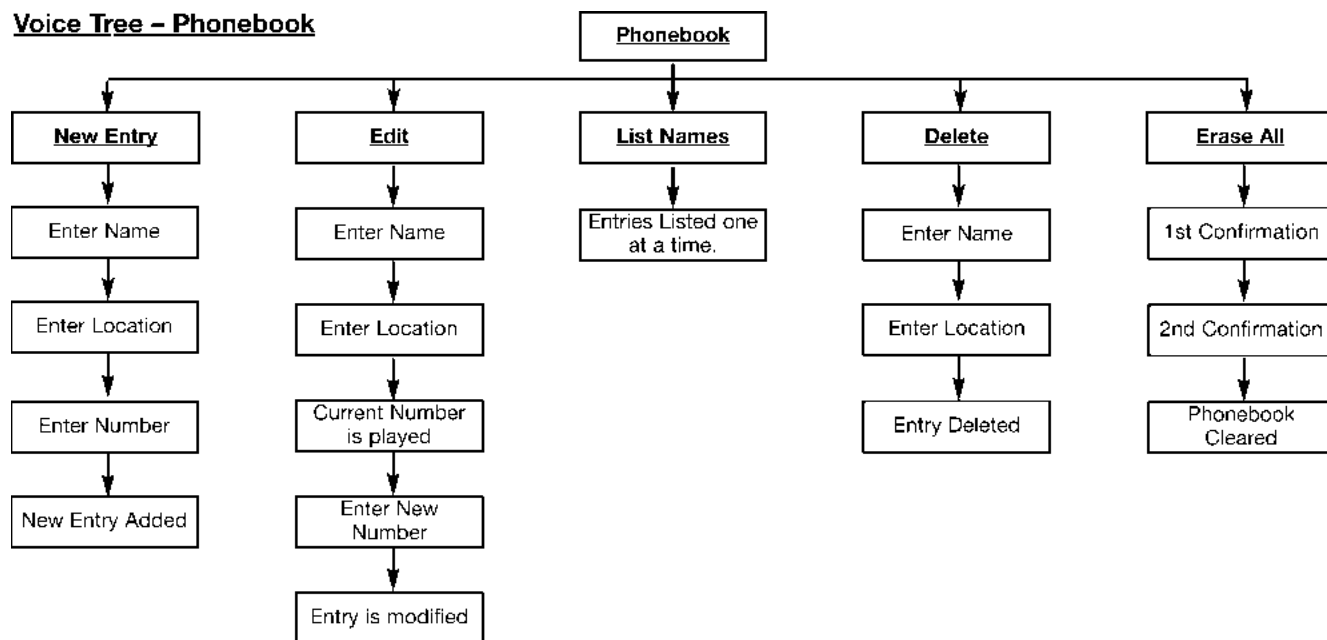 Voice Tree – Phonebook
Phonebook
New Entry
Edit
List Names
Delete
Erase All
Enter Name
Enter Name
Entries Listed one
at a time.
Enter Name
1st Confirmation
Enter Location
Enter Location
Enter Location
2nd Confirmation
Enter Number
Current Number
is played
Entry Deleted
Phonebook
Cleared
New Entry Added
Enter New
Number
Entry is modified